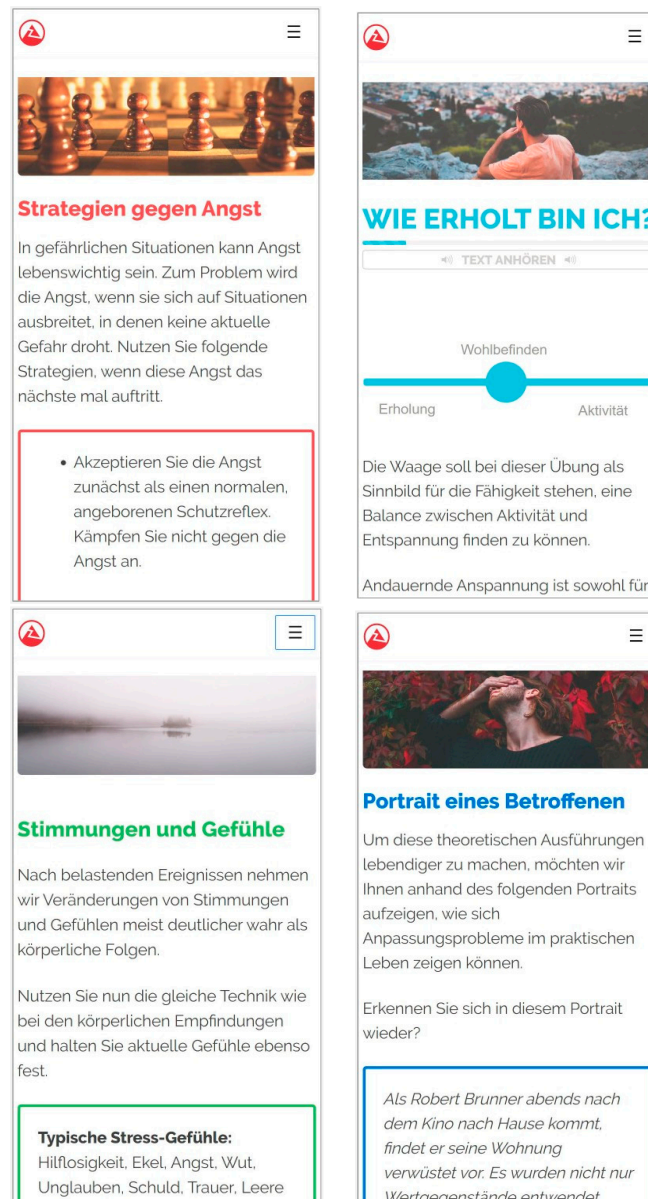 Strategien gegen Angst
In gefährlichen Situationen kann Angst
lebenswichtig sein. Zum Problem wird
die Angst, wenn sie sich auf Situationen
ausbreitet, in denen keine aktuelle
Gefahr droht. Nutzen Sie folgende
Strategien, wenn diese Angst das
nächste mal auftritt.
• Akzeptieren Sie die Angst
zunächst als einen normalen,
angeborenen Schutzreflex.
Kämpfen Sie nicht gegen die
Angst an.
WIE ERHOLT BIN ICH?
TEXT ANHÖREN
Wohlbefinden
Erholung
Aktivität
Die Waage soll bei dieser Übung als
Sinnbild für die Fähigkeit stehen, eine
Balance zwischen Aktivität und
Entspannung finden zu können.
Andauernde Anspannung ist sowohl für
Stimmungen und Gefühle
Nach belastenden Ereignissen nehmen
wir Veränderungen von Stimmungen
und Gefühlen meist deutlicher wahr als
körperliche Folgen.
Nutzen Sie nun die gleiche Technik wie
bei den körperlichen Empfindungen
und halten Sie aktuelle Gefühle ebenso
fest.
Typische Stress-Gefühle:
Hilflosigkeit, Ekel, Angst, Wut,
Unglauben, Schuld, Trauer, Leere
Portrait eines Betroffenen
Um diese theoretischen Ausführungen
lebendiger zu machen, möchten wir
Ihnen anhand des folgenden Portraits
aufzeigen, wie sich
Anpassungsprobleme im praktischen
Leben zeigen können.
Erkennen Sie sich in diesem Portrait
wieder?
Als Robert Brunner abends nach
dem Kino nach Hause kommt,
findet er seine Wohnung
verwüstet vor. Es wurden nicht nur
Wertgegenstände entwendet